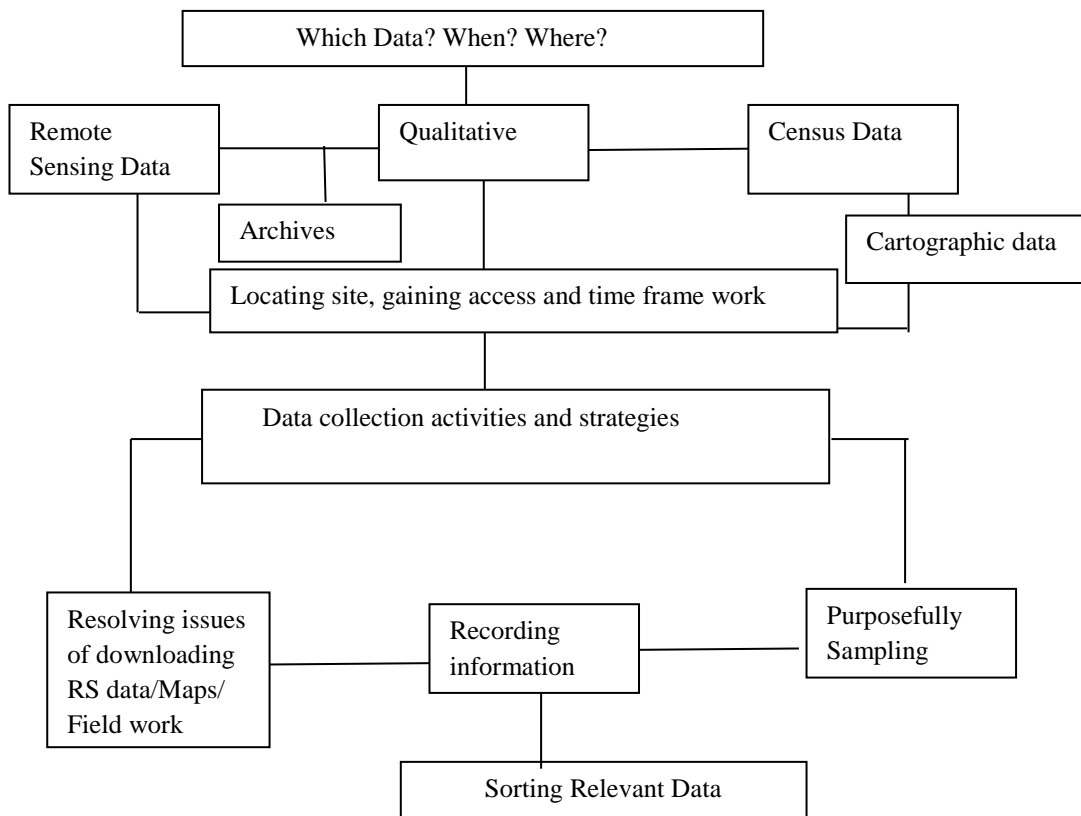 Which Data? When? Where?
Remote
Sensing Data
Qualitative
Census Data
Archives
Cartographic data
Locating site, gaining access and time frame work
Data collection activities and strategies
Resolving issues
of downloading
RS data/Maps/
Field work
Recording
information
Purposefully
Sampling
Sorting Relevant Data